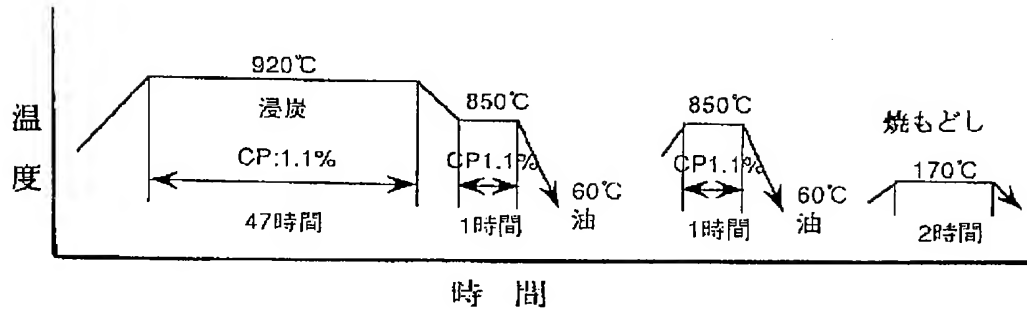 920℃
浸炭
CP:1.1%
47時間
850℃
CP1.1%
1時間
60℃
油
850℃
CP1.1%
1時間
60℃
油
焼もどし
170℃
2時間
温度
時間